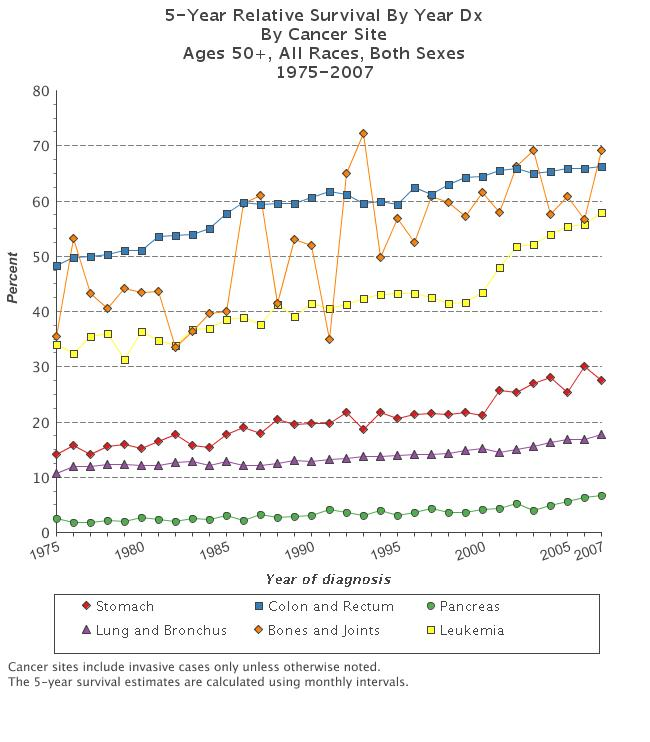 5-Year Relative Survival By Year Dx
By Cancer Site
Ages 50+, All Races, Both Sexes
1975-2007
80
70
60
50
40
30
20
10
0
Percent
1975
1980
1985
1990
1995
2000
2005
2007
Year of diagnosis
Stomach
Colon and Rectum
Pancreas
Lung and Bronchus
Bones and Joints
Leukemia
Cancer sites include invasive cases only unless otherwise noted.
The 5-year survival estimates are calculated using monthly intervals.